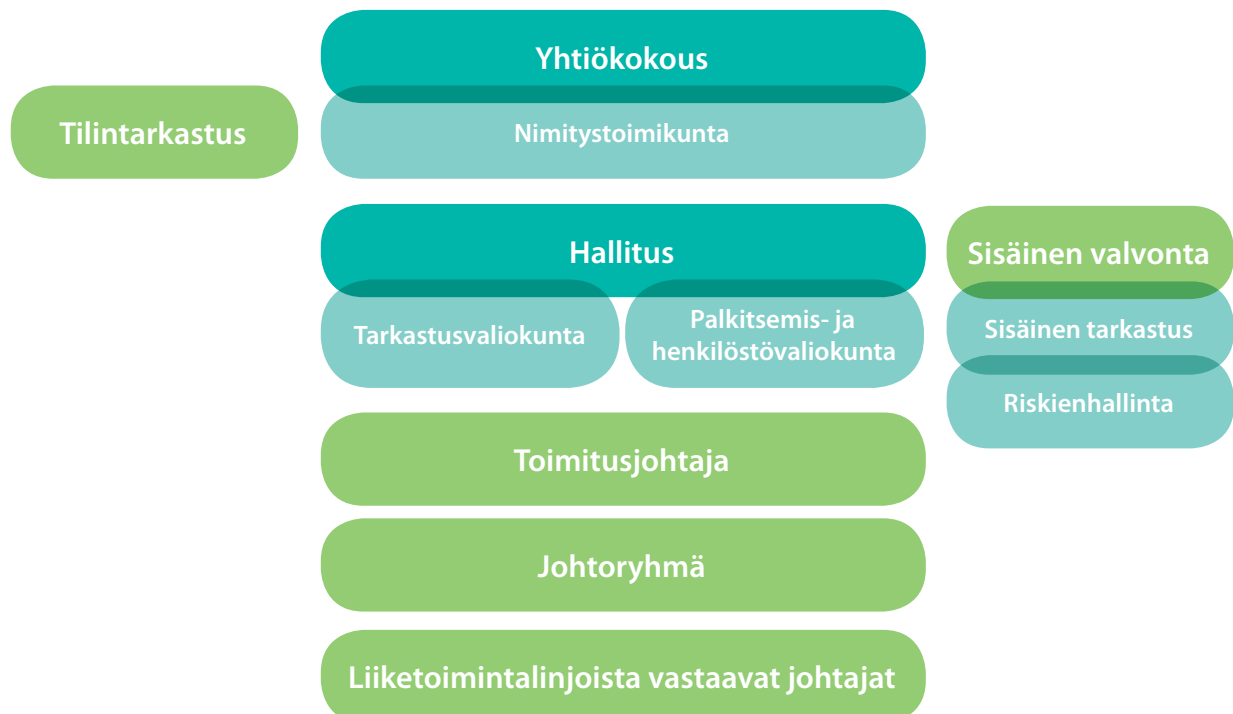 Yhtiökokous
Nimitystoimikunta
Tilintarkastus
Hallitus
Tarkastusvaliokunta
Palkitsemis- ja
henkilöstövaliokunta
Sisäinen valvonta
Sisäinen tarkastus
Riskienhallinta
Toimitusjohtaja
Johtoryhmä
Liiketoimintalinjoista vastaavat johtajat